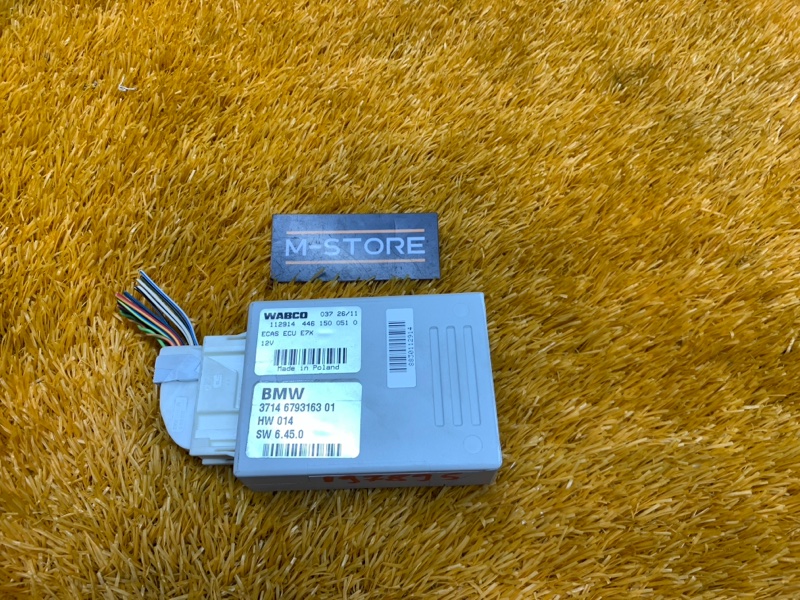 M-STORE
WABCO 037 26/11
112914 446 150 051 0
ECAS ECU E7X
12V
Made in Poland
BMW
3714 6793163 01
HW 014
SW 6.45.0